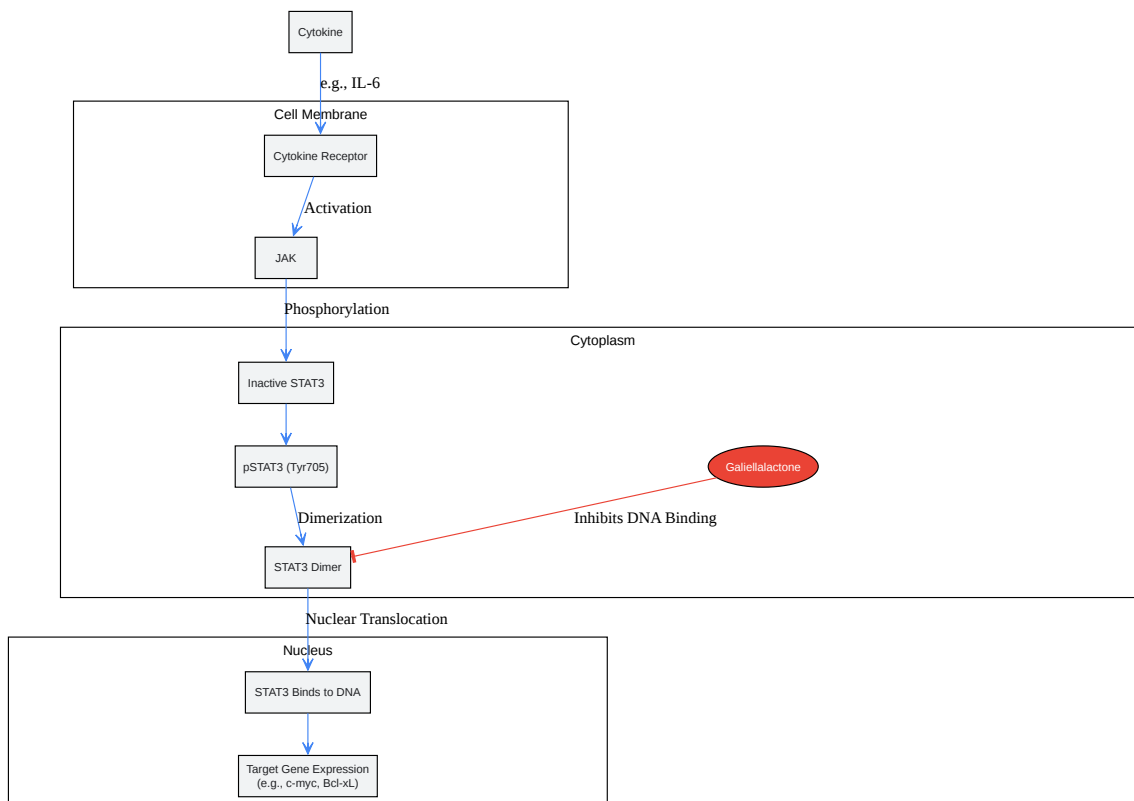 Cytokine
e.g., IL-6
Cell Membrane
Cytokine Receptor
Activation
JAK
Phosphorylation
Cytoplasm
Inactive STAT3
pSTAT3 (Tyr705)
Galiellalactone
Dimerization
Inhibits DNA Binding
STAT3 Dimer
Nuclear Translocation
Nucleus
STAT3 Binds to DNA
Target Gene Expression
(e.g., c-myc, Bcl-xL)